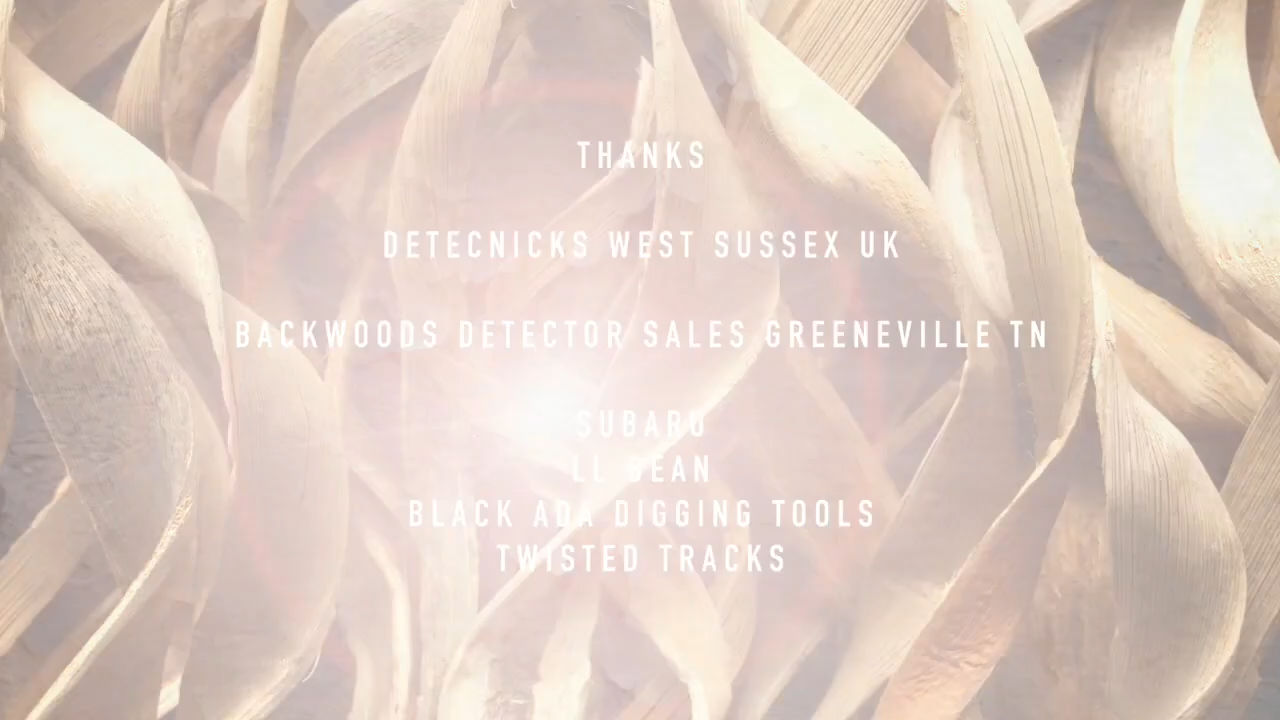 THANKS
DETECNICKS WEST SUSSEX UK
BACKWOODS DETECTOR SALES GREENEVILLE TN
SUBARU
LL BEAN
BLACK ADA DIGGING TOOLS
TWISTED TRACKS